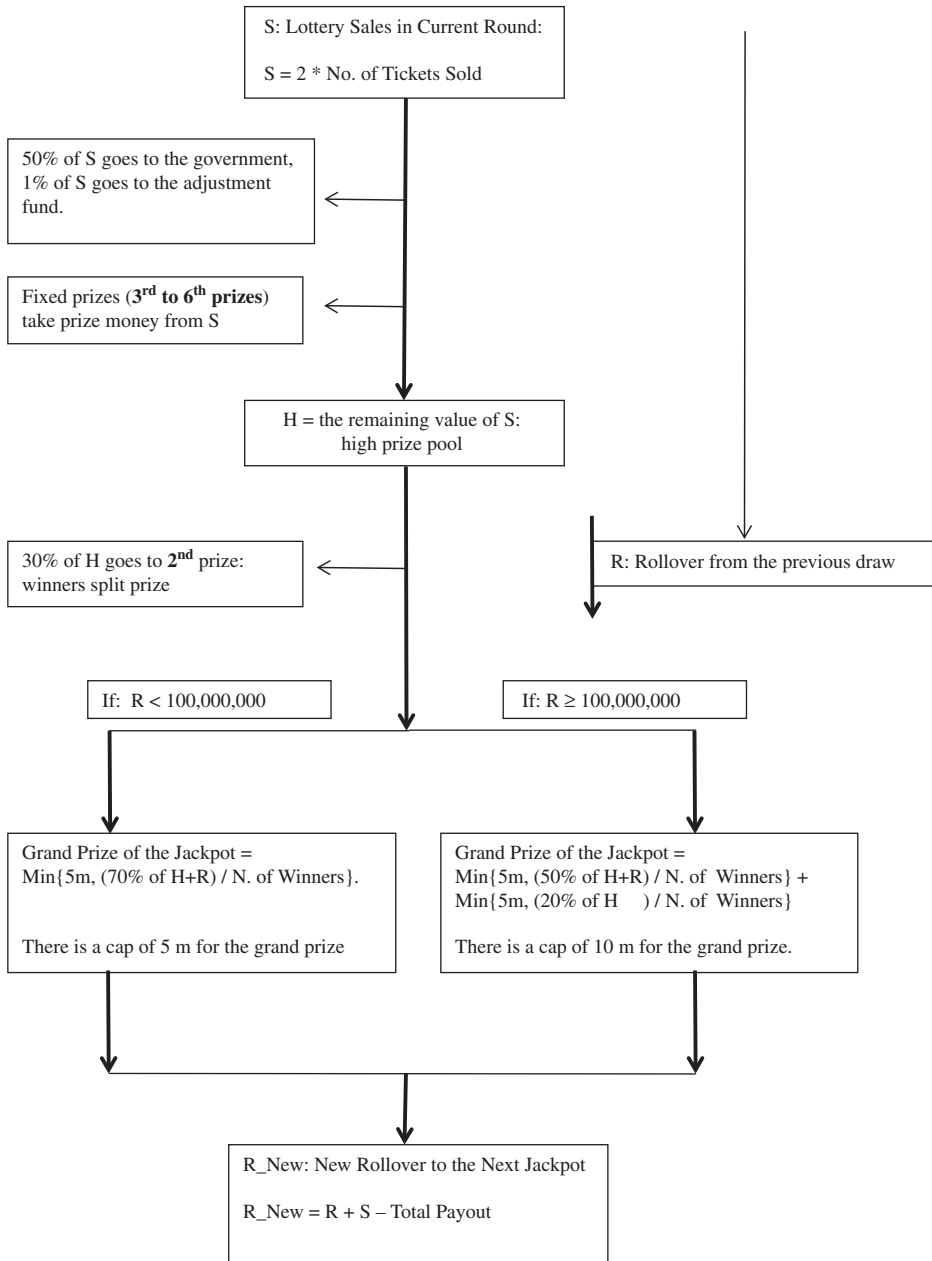 S: Lottery Sales in Current Round:
S = 2 * No. of Tickets Sold
50% of S goes to the government,
1% of S goes to the adjustment
fund.
Fixed prizes (3rd to 6th prizes)
take prize money from S
H = the remaining value of S:
high prize pool
30% of H goes to 2nd prize:
winners split prize
R: Rollover from the previous draw
If: R < 100,000,000
If: R ≥ 100,000,000
Grand Prize of the Jackpot =
Min{5m, (70% of H+R) / N. of Winners}.
There is a cap of 5 m for the grand prize
Grand Prize of the Jackpot =
Min{5m, (50% of H+R) / N. of Winners} +
Min{5m, (20% of H ) / N. of Winners}
There is a cap of 10 m for the grand prize.
R_New: New Rollover to the Next Jackpot
R_New = R + S – Total Payout